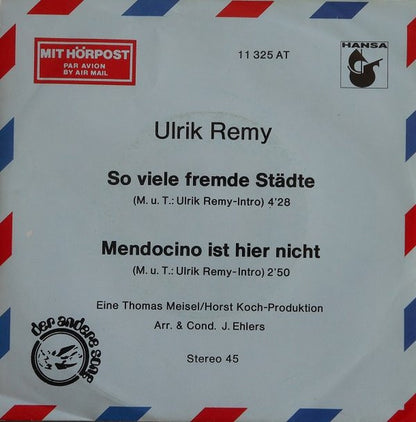 MIT HÖRPOST
PAR AVION
BY AIR MAIL
11 325 AT
HANSA
Ulrik Remy
So viele fremde Städte
(M. u. T.: Ulrik Remy-Intro) 4'28
Mendocino ist hier nicht
(M. u. T.: Ulrik Remy-Intro) 2'50
Eine Thomas Meisel/Horst Koch-Produktion
Arr. & Cond. J. Ehlers
der andere song
Stereo 45